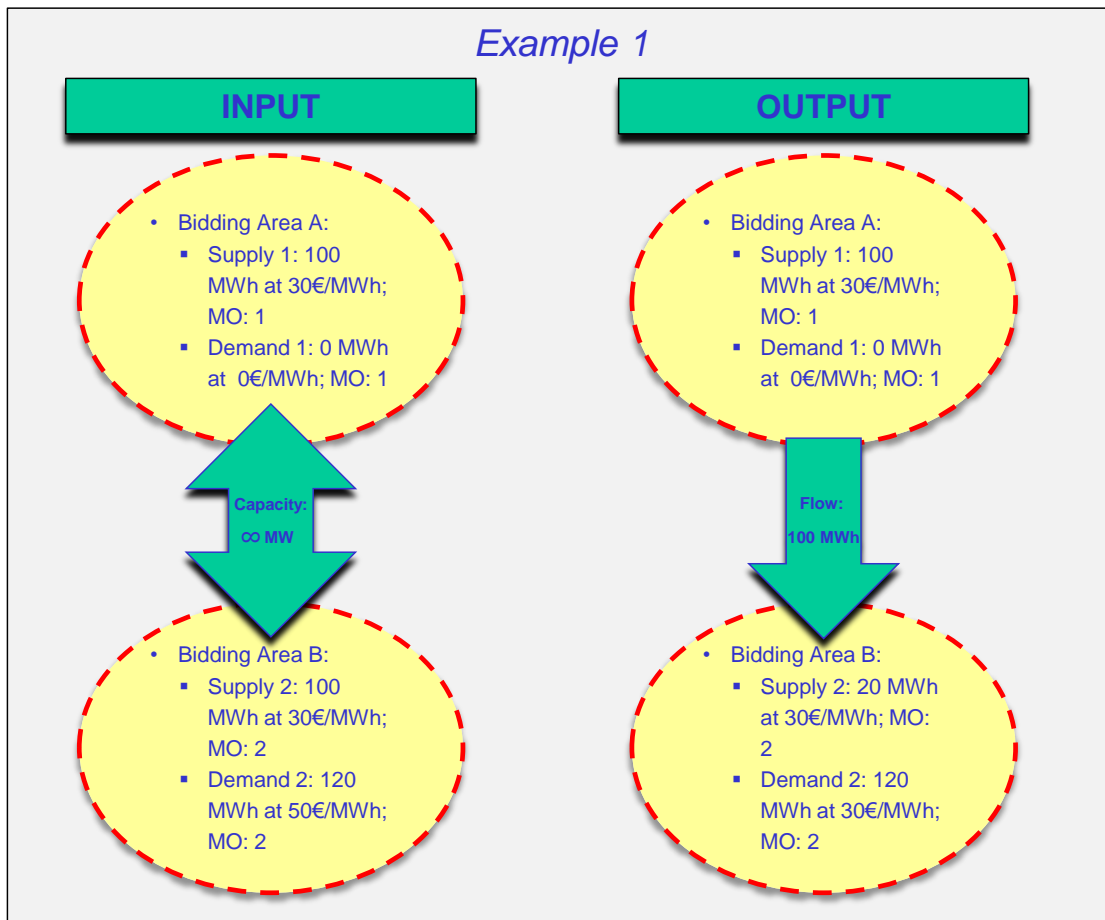 Example 1
INPUT
OUTPUT
• Bidding Area A:
▪ Supply 1: 100
MWh at 30€/MWh;
MO: 1
▪ Demand 1: 0 MWh
at 0€/MWh; MO: 1
Capacity:
∞ MW
• Bidding Area B:
▪ Supply 2: 100
MWh at 30€/MWh;
MO: 2
▪ Demand 2: 120
MWh at 50€/MWh;
MO: 2
• Bidding Area A:
▪ Supply 1: 100
MWh at 30€/MWh;
MO: 1
▪ Demand 1: 0 MWh
at 0€/MWh; MO: 1
Flow:
100 MWh
• Bidding Area B:
▪ Supply 2: 20 MWh
at 30€/MWh; MO:
2
▪ Demand 2: 120
MWh at 30€/MWh;
MO: 2